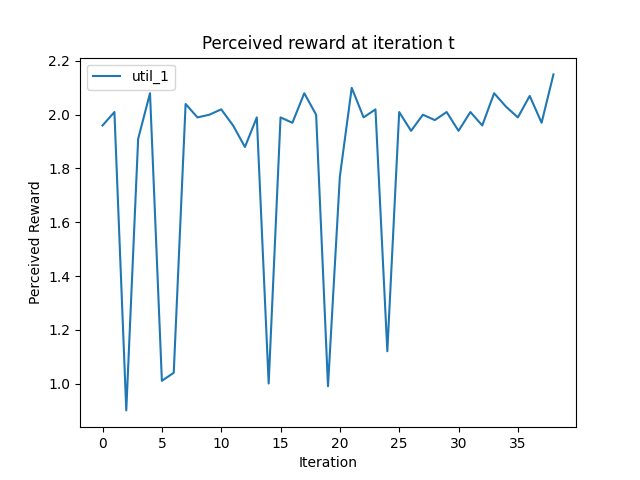 Perceived reward at iteration t
util_1
2.2
2.0
1.8
1.6
1.4
1.2
1.0
Perceived Reward
0 5 10 15 20 25 30 35
Iteration